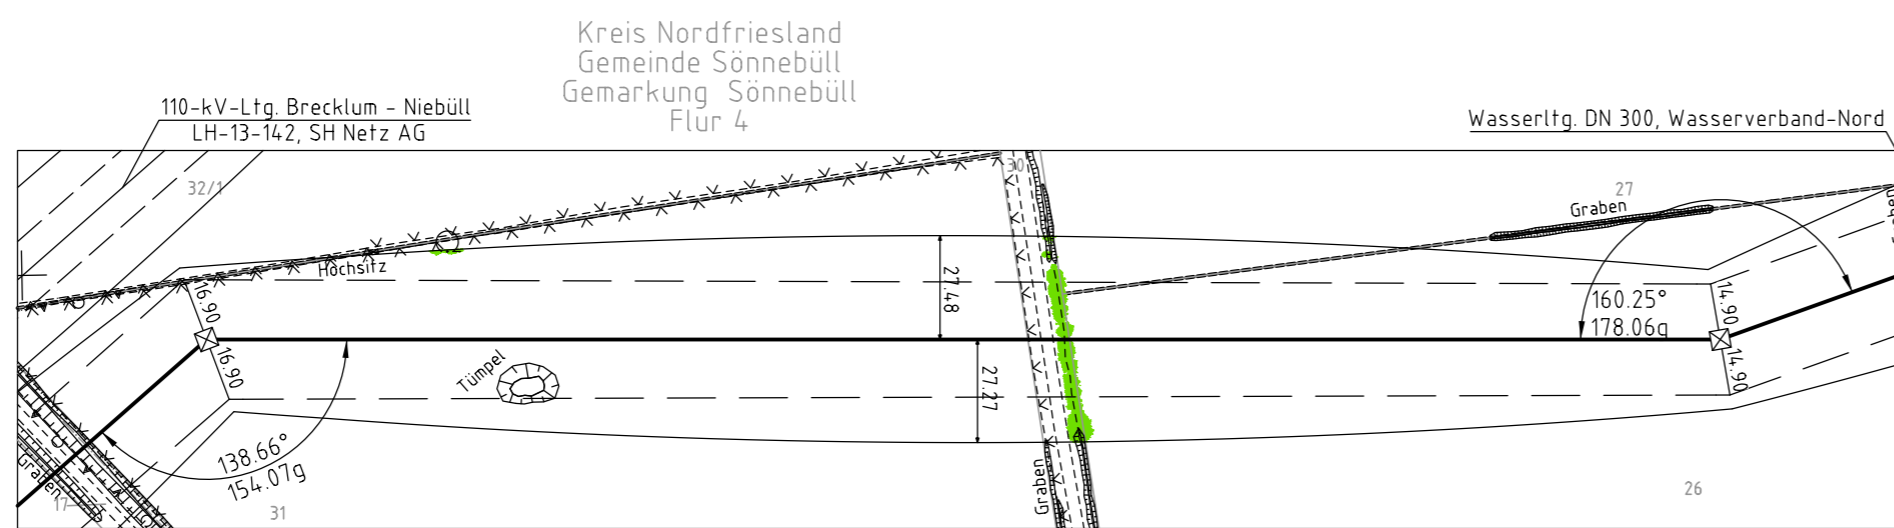 Kreis Nordfriesland
Gemeinde Sönnebüll
Gemarkung Sönnebüll
Flur 4
110-kV-Ltg. Brecklum - Niebüll
LH-13-142, SH Netz AG
Wasserltg. DN 300, Wasserverband-Nord
32/1
30
27
Graben
Hochsitz
16.90
16.90
27.48
27.27
160.25°
178.06g
14.90
14.90
Tümpel
138.66°
154.07g
Graben
17
31
Graben
26